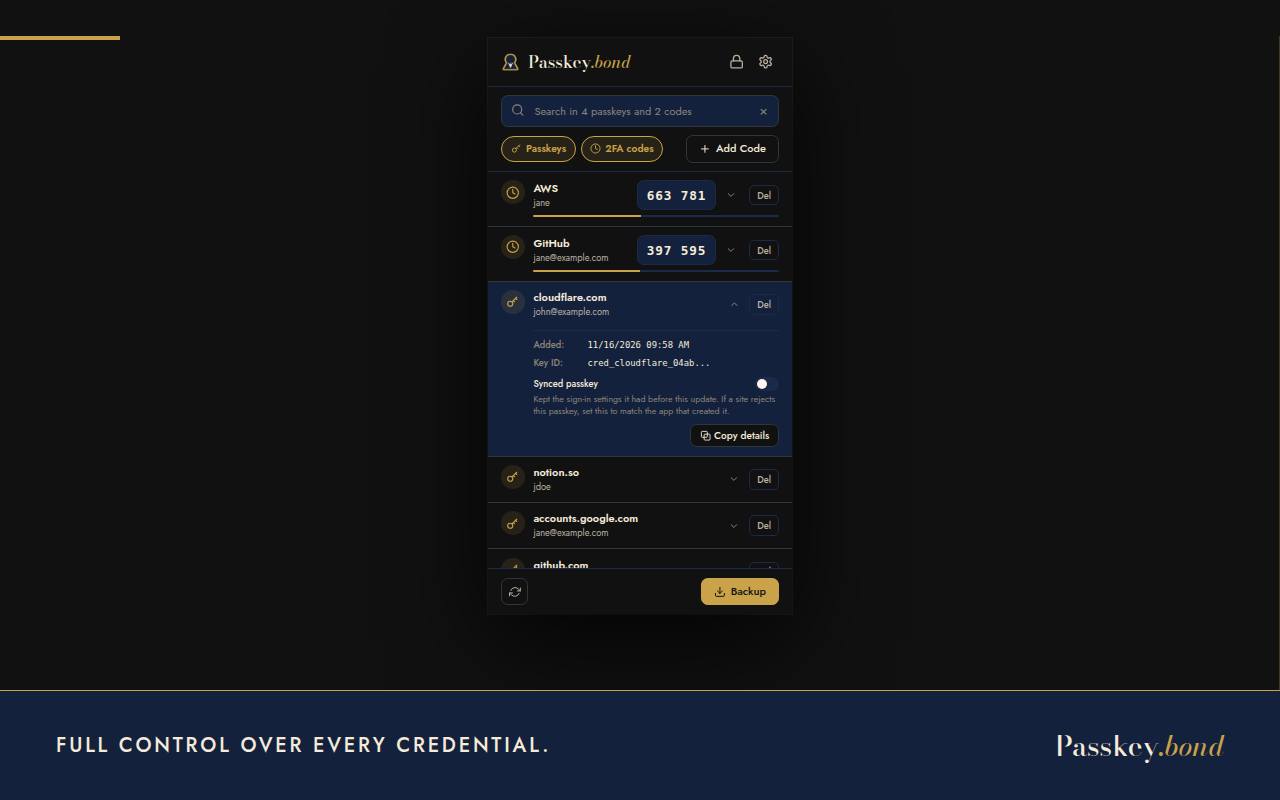 Passkey.bond
Search in 4 passkeys and 2 codes
Passkeys 2FA codes Add Code
AWS
jane
663 781
Del
GitHub
jane@example.com
397 595
Del
cloudflare.com
john@example.com
Del
Added: 11/16/2026 09:58 AM
Key ID: cred_cloudflare_04ab...
Synced passkey
Kept the sign-in settings it had before this update. If a site rejects
this passkey, set this to match the app that created it.
Copy details
notion.so
jdoe
Del
accounts.google.com
jane@example.com
Del
github.com
Backup
FULL CONTROL OVER EVERY CREDENTIAL.
Passkey.bond